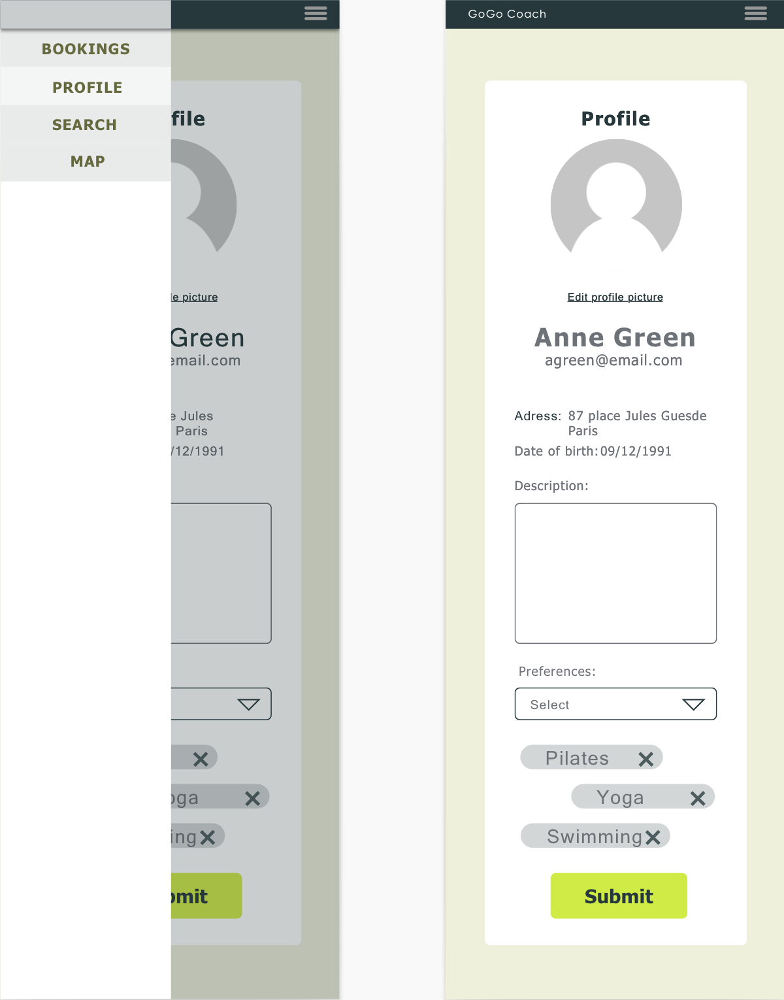 BOOKINGS
PROFILE
SEARCH
MAP
file
le picture
Green
email.com
e Jules
Paris
/12/1991
oga
ing
bmit
GoGo Coach
Profile
Edit profile picture
Anne Green
agreen@email.com
Adress: 87 place Jules Guesde
Paris
Date of birth: 09/12/1991
Description:
Preferences:
Select
Pilates
Yoga
Swimming
Submit